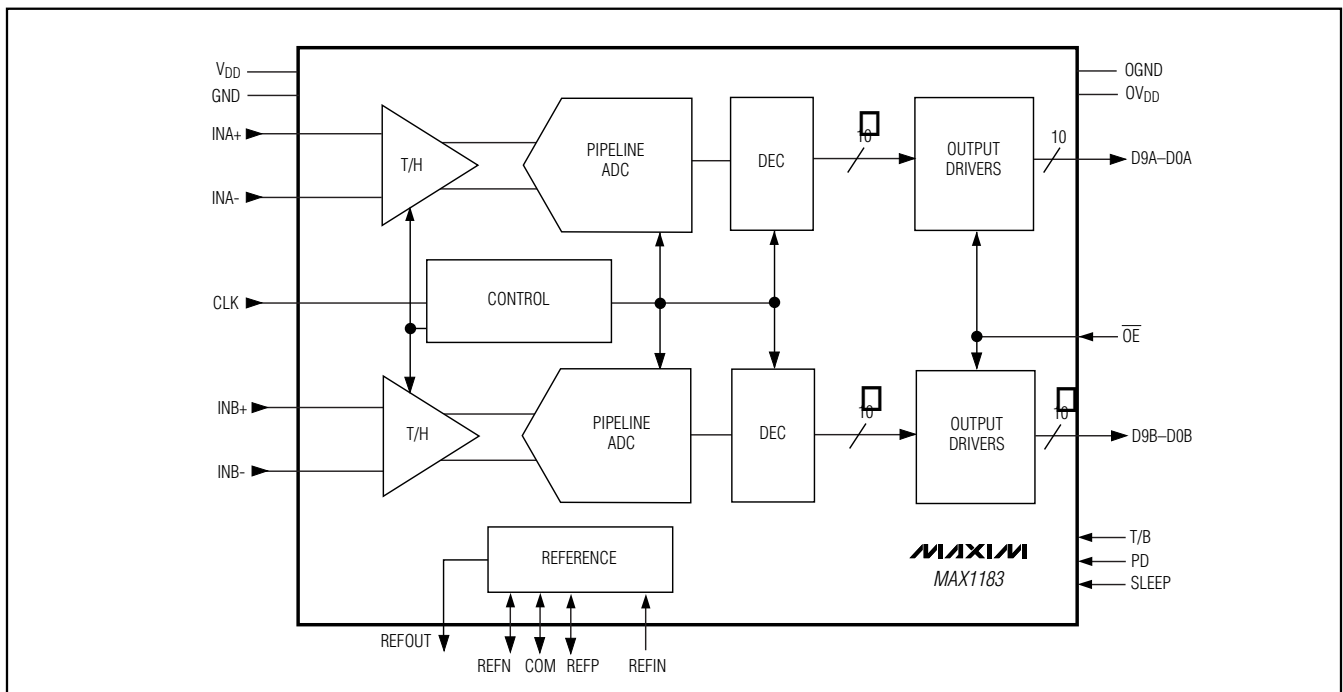 VDD
GND
INA+
INA-
CLK
INB+
INB-
T/H
PIPELINE
ADC
DEC
10
OUTPUT
DRIVERS
10
OGND
OVDD
D9A–D0A
CONTROL
OE
T/H
PIPELINE
ADC
DEC
10
OUTPUT
DRIVERS
10
D9B–D0B
REFERENCE
MAXIM
MAX1183
T/B
PD
SLEEP
REFOUT
REFN
COM
REFP
REFIN